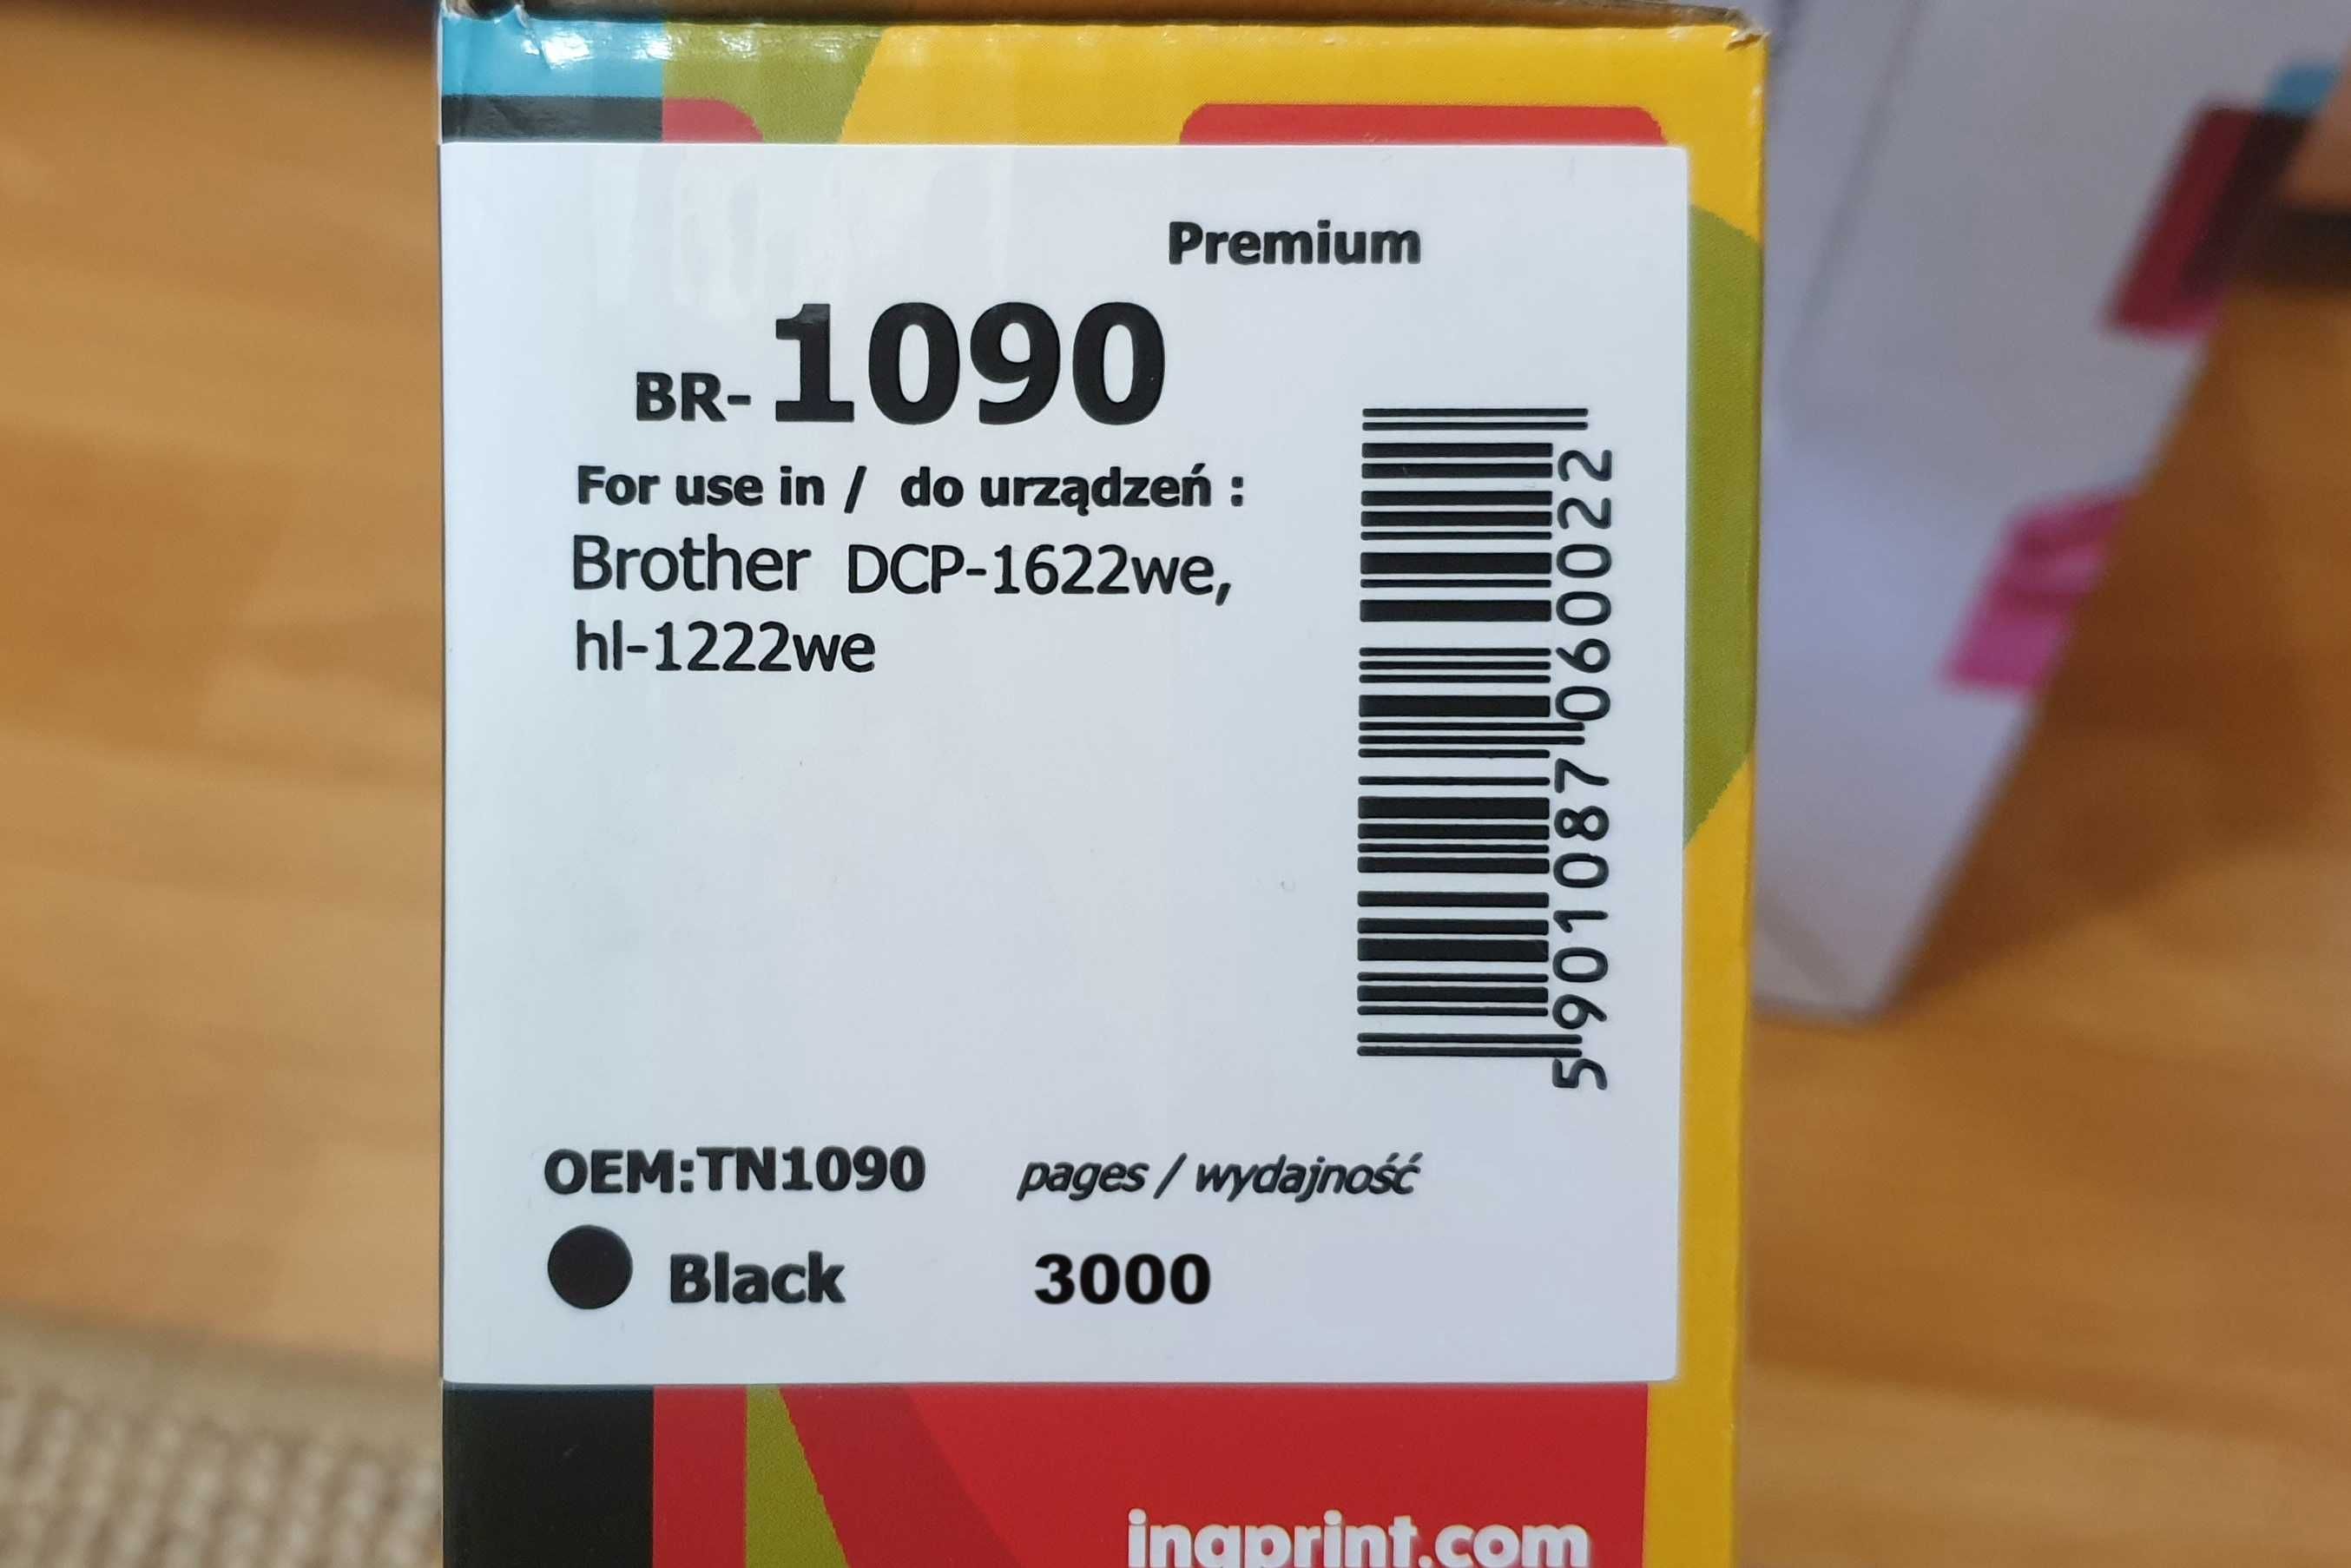 Premium
BR-1090
For use in / do urządzeń :
Brother DCP-1622we,
hl-1222we
5901087060022
OEM:TN1090 pages / wydajność
Black 3000
ingprint.com